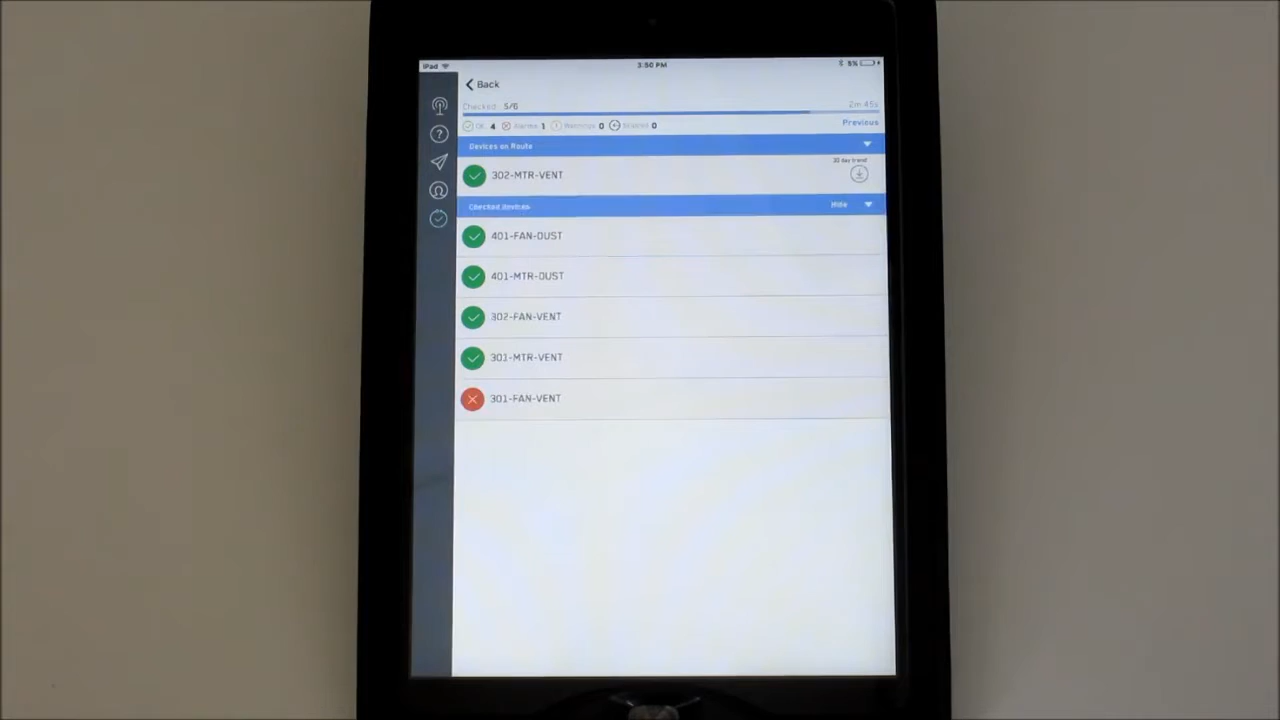 iPad 3:50 PM 5%
Back
Checked: 5/6 2m 45s
OK: 4 Alarms: 1 Warnings: 0 0
Previous
Devices on Route
302-MTR-VENT 30 day trend
Checked Devices Hide
401-FAN-DUST
401-MTR-DUST
302-FAN-VENT
301-MTR-VENT
301-FAN-VENT